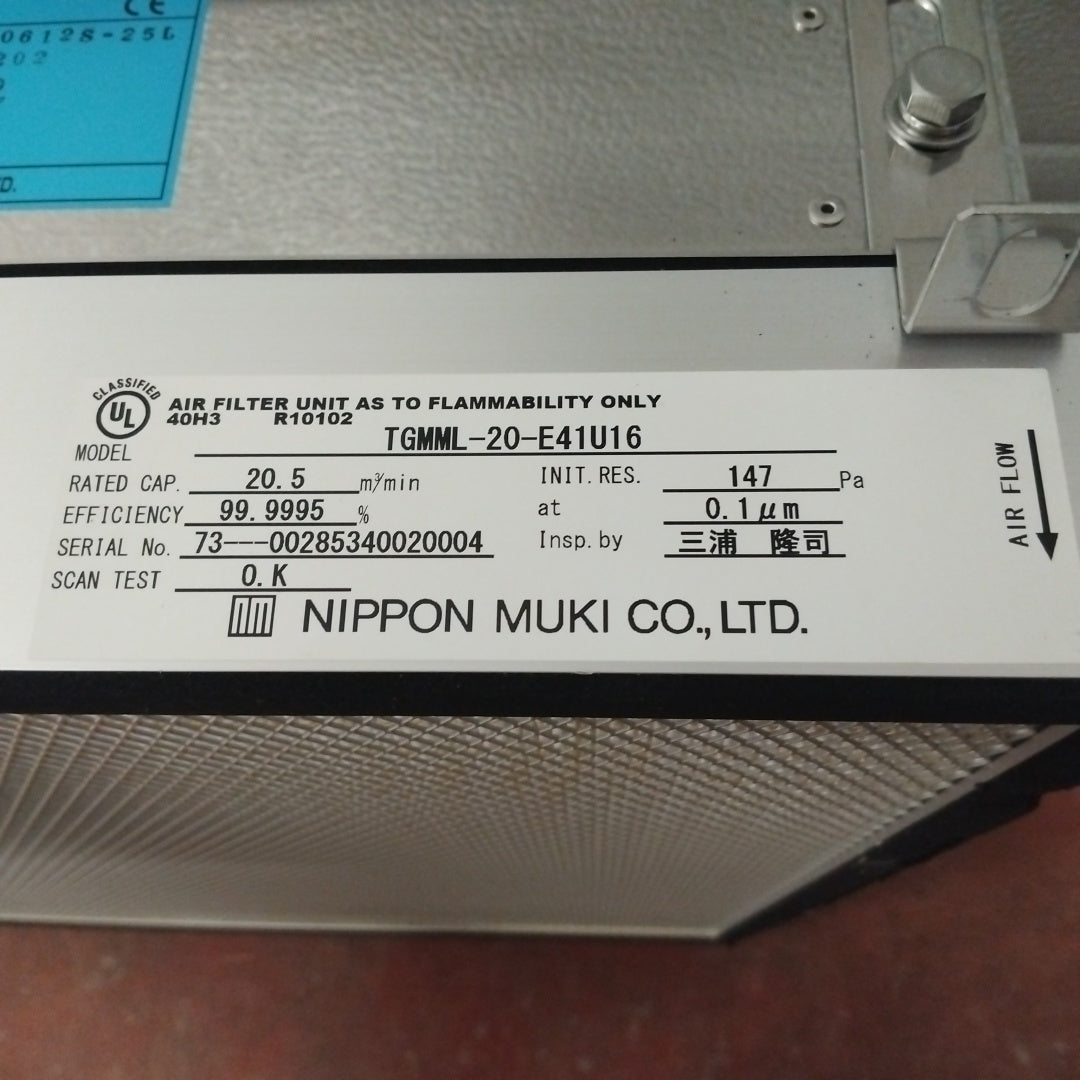 CE
0612S-25L
202
D.
CLASSIFIED
UL
AIR FILTER UNIT AS TO FLAMMABILITY ONLY
40H3 R10102
MODEL TGMML-20-E41U16
RATED CAP. 20.5 m³/min INIT.RES. 147 Pa
EFFICIENCY 99.9995 % at 0.1μm
SERIAL No. 73---00285340020004 Insp.by 三浦 隆司
SCAN TEST O.K
NIPPON MUKI CO.,LTD.
AIR FLOW